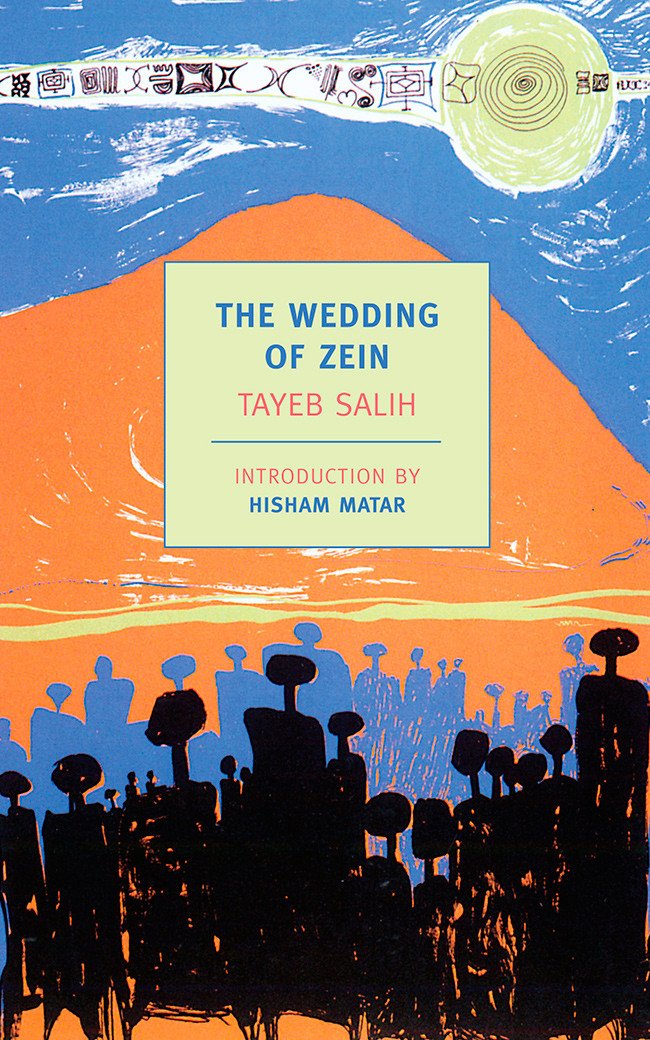 THE WEDDING
OF ZEIN
TAYEB SALIH
INTRODUCTION BY
HISHAM MATAR